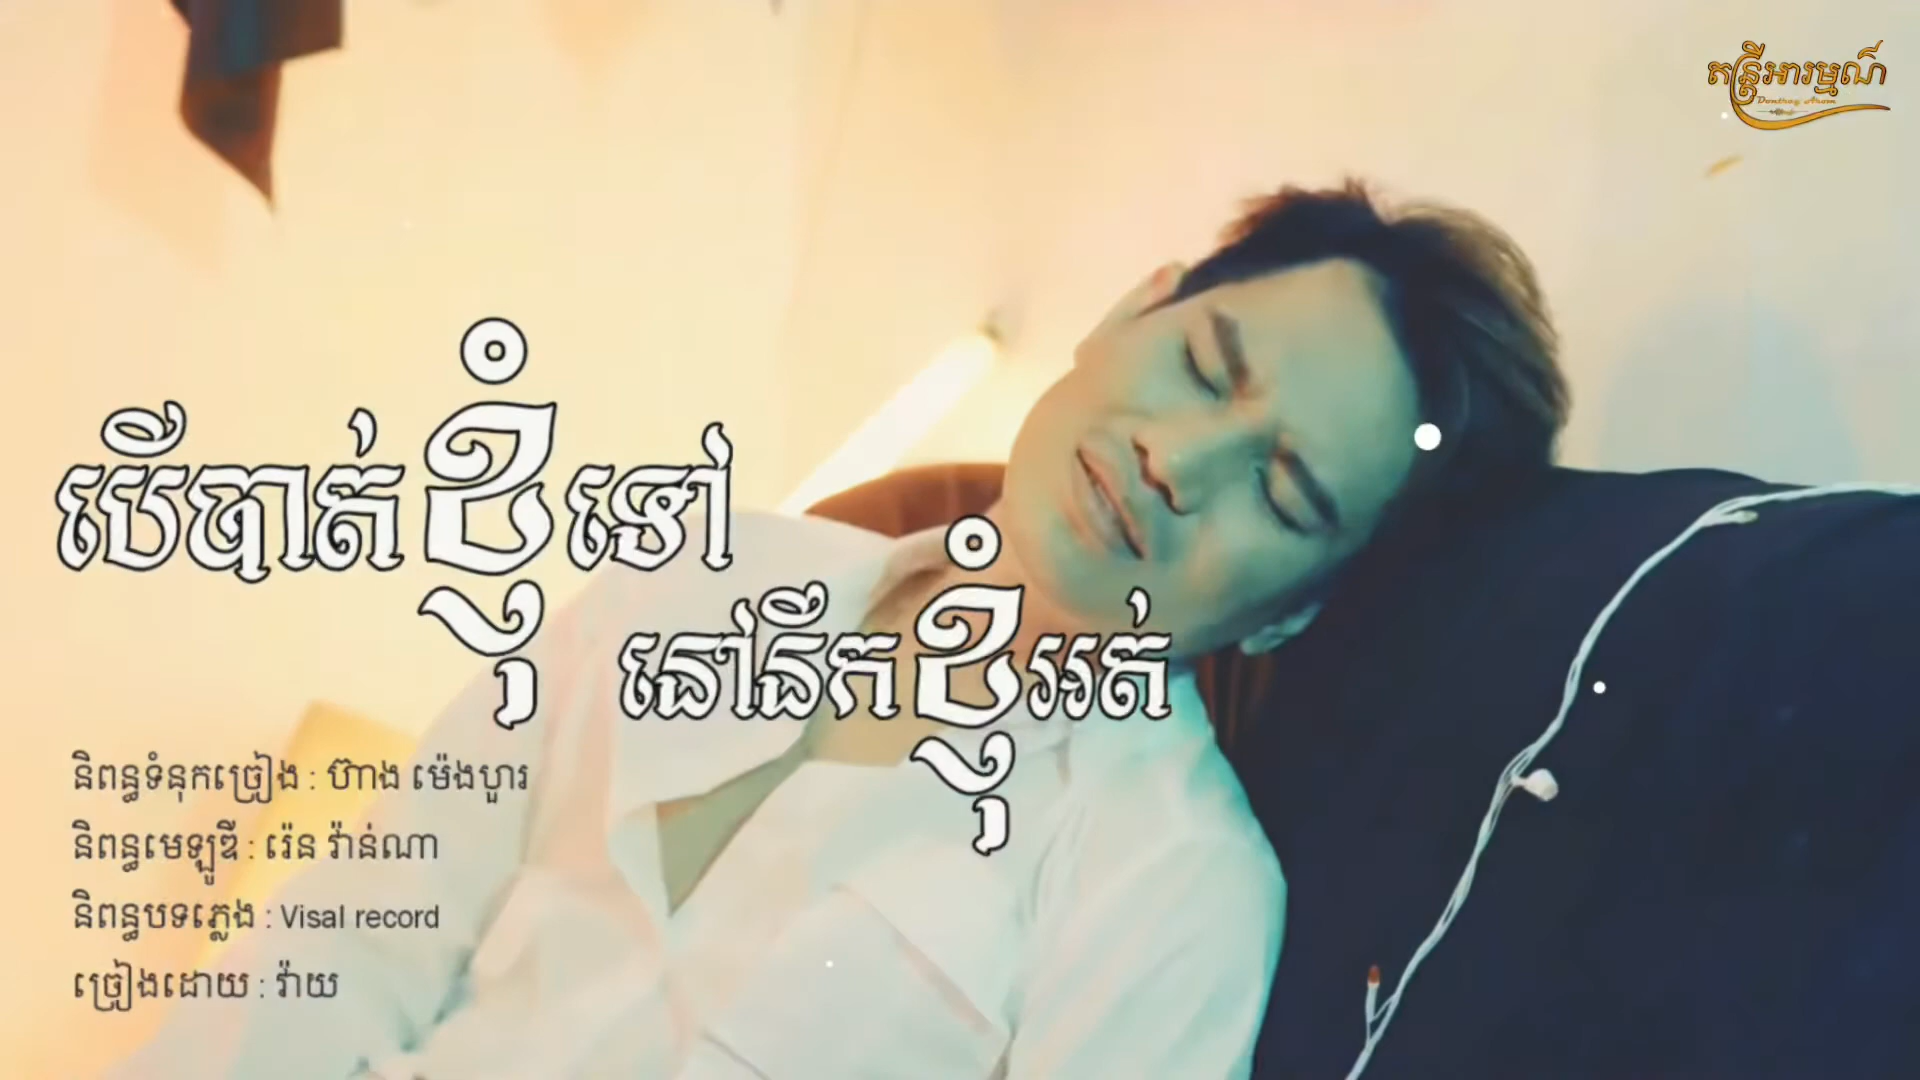 តន្ត្រីអារម្មណ៍
Dontrey Arom
បើបាត់ខ្ញុំទៅ
នៅនឹកខ្ញុំអត់
និពន្ធទំនុកច្រៀង : ហ៊ាង ម៉េងហួរ
និពន្ធមេឡូឌី : រ៉េន វ៉ាន់ណា
និពន្ធបទភ្លេង : Visal record
ច្រៀងដោយ : វ៉ាយ